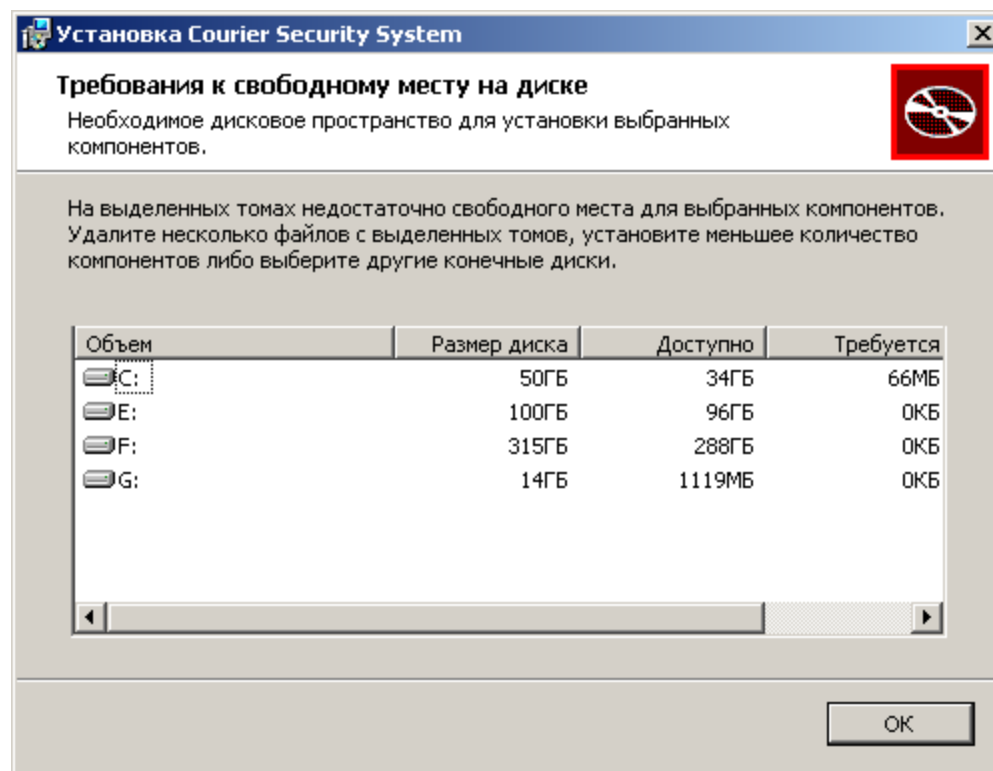 Установка Courier Security System
Требования к свободному месту на диске
Необходимое дисковое пространство для установки выбранных
компонентов.
На выделенных томах недостаточно свободного места для выбранных компонентов.
Удалите несколько файлов с выделенных томов, установите меньшее количество
компонентов либо выберите другие конечные диски.
Объем Размер диска Доступно Требуется
C: 50ГБ 34ГБ 66МБ
E: 100ГБ 96ГБ 0КБ
F: 315ГБ 288ГБ 0КБ
G: 14ГБ 1119МБ 0КБ
ОК